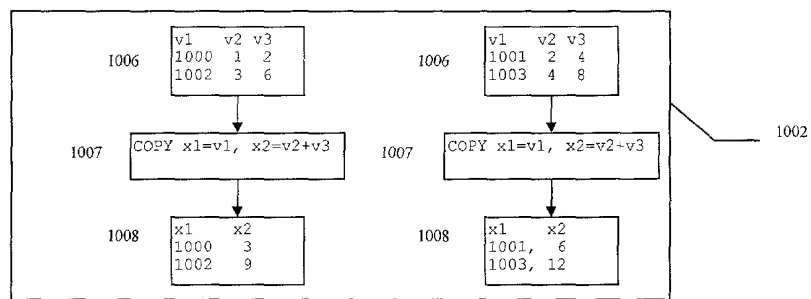 1006
v1 v2 v3
1000 1 2
1002 3 6
1006
v1 v2 v3
1001 2 4
1003 4 8
1002
1007
COPY x1=v1, x2=v2+v3
1007
COPY x1=v1, x2=v2+v3
1008
x1 x2
1000 3
1002 9
1008
x1 x2
1001, 6
1003, 12